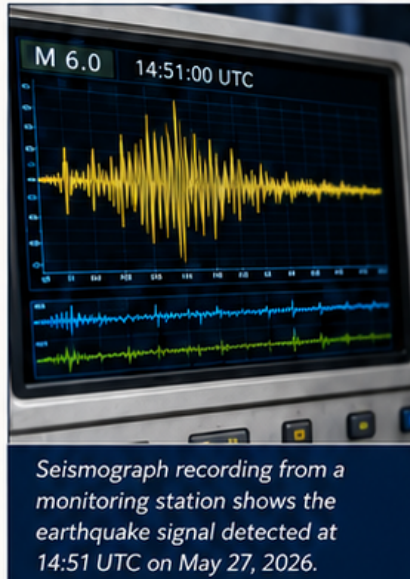 M 6.0 14:51:00 UTC
Seismograph recording from a
monitoring station shows the
earthquake signal detected at
14:51 UTC on May 27, 2026.